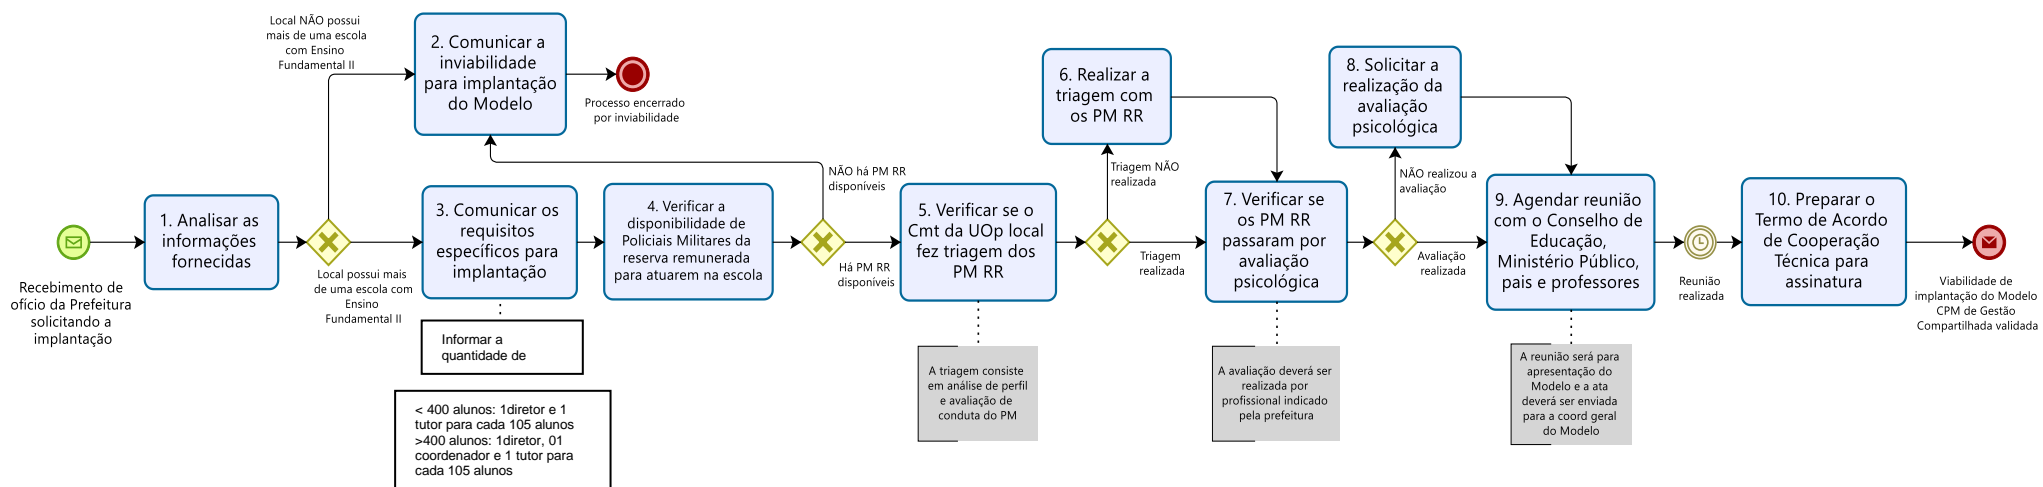 Recebimento de
ofício da Prefeitura
solicitando a
implantação
1. Analisar as
informações
fornecidas
Local NÃO possui
mais de uma escola
com Ensino
Fundamental II
Local possui mais
de uma escola com
Ensino
Fundamental II
2. Comunicar a
inviabilidade
para implantação
do Modelo
Processo encerrado
por inviabilidade
3. Comunicar os
requisitos
específicos para
implantação
Informar a
quantidade de
< 400 alunos: 1diretor e 1
tutor para cada 105 alunos
>400 alunos: 1diretor, 01
coordenador e 1 tutor para
cada 105 alunos
4. Verificar a
disponibilidade de
Policiais Militares da
reserva remunerada
para atuarem na escola
NÃO há PM RR
disponíveis
Há PM RR
disponíveis
5. Verificar se o
Cmt da UOp local
fez triagem dos
PM RR
A triagem consiste
em análise de perfil
e avaliação de
conduta do PM
Triagem NÃO
realizada
Triagem
realizada
6. Realizar a
triagem com
os PM RR
7. Verificar se
os PM RR
passaram por
avaliação
psicológica
A avaliação deverá ser
realizada por
profissional indicado
pela prefeitura
NÃO realizou a
avaliação
Avaliação
realizada
8. Solicitar a
realização da
avaliação
psicológica
9. Agendar reunião
com o Conselho de
Educação,
Ministério Público,
pais e professores
A reunião será para
apresentação do
Modelo e a ata
deverá ser enviada
para a coord geral
do Modelo
Reunião
realizada
10. Preparar o
Termo de Acordo
de Cooperação
Técnica para
assinatura
Viabilidade de
implantação do Modelo
CPM de Gestão
Compartilhada validada